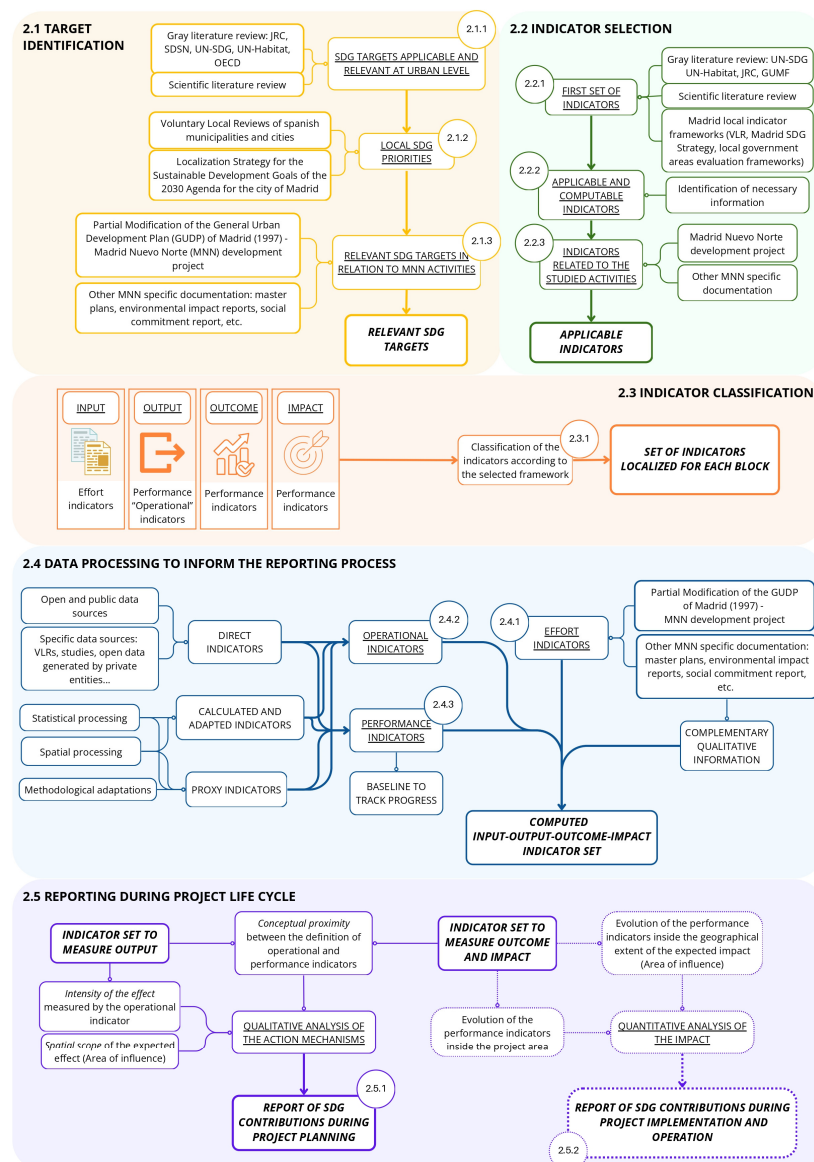 2.1 TARGET
IDENTIFICATION
Gray literature review: JRC,
SDSN, UN-SDG, UN-Habitat,
OECD
Scientific literature review
2.1.1
SDG TARGETS APPLICABLE AND
RELEVANT AT URBAN LEVEL
Voluntary Local Reviews of spanish
municipalities and cities
Localization Strategy for the
Sustainable Development Goals of the
2030 Agenda for the city of Madrid
2.1.2
LOCAL SDG
PRIORITIES
Partial Modification of the General Urban
Development Plan (GUDP) of Madrid (1997) -
Madrid Nuevo Norte (MNN) development
project
Other MNN specific documentation: master
plans, environmental impact reports, social
commitment report, etc.
2.1.3
RELEVANT SDG TARGETS IN
RELATION TO MNN ACTIVITIES
RELEVANT SDG
TARGETS
2.2 INDICATOR SELECTION
2.2.1
FIRST SET OF
INDICATORS
Gray literature review: UN-SDG
UN-Habitat, JRC, GUMF
Scientific literature review
Madrid local indicator
frameworks (VLR, Madrid SDG
Strategy, local government
areas evaluation frameworks)
2.2.2
APPLICABLE AND
COMPUTABLE
INDICATORS
Identification of necessary
information
2.2.3
INDICATORS
RELATED TO THE
STUDIED ACTIVITIES
Madrid Nuevo Norte
development project
Other MNN specific
documentation
APPLICABLE
INDICATORS
2.3 INDICATOR CLASSIFICATION
INPUT
Effort
indicators
OUTPUT
Performance
"Operational"
indicators
OUTCOME
Performance
indicators
IMPACT
Performance
indicators
2.3.1
Classification of the
indicators according to
the selected framework
SET OF INDICATORS
LOCALIZED FOR EACH BLOCK
2.4 DATA PROCESSING TO INFORM THE REPORTING PROCESS
Open and public data
sources
Specific data sources:
VLRs, studies, open data
generated by private
entities...
DIRECT
INDICATORS
Statistical processing
Spatial processing
Methodological adaptations
CALCULATED AND
ADAPTED INDICATORS
PROXY INDICATORS
2.4.2
OPERATIONAL
INDICATORS
2.4.3
PERFORMANCE
INDICATORS
BASELINE TO
TRACK PROGRESS
2.4.1
EFFORT
INDICATORS
Partial Modification of the GUDP
of Madrid (1997) -
MNN development project
Other MNN specific documentation:
master plans, environmental impact
reports, social commitment report,
etc.
COMPLEMENTARY
QUALITATIVE
INFORMATION
COMPUTED
INPUT-OUTPUT-OUTCOME-IMPACT
INDICATOR SET
2.5 REPORTING DURING PROJECT LIFE CYCLE
INDICATOR SET TO
MEASURE OUTPUT
Conceptual proximity
between the definition of
operational and
performance indicators
INDICATOR SET TO
MEASURE OUTCOME
AND IMPACT
Evolution of the performance
indicators inside the geographical
extent of the expected impact
(Area of influence)
Intensity of the effect
measured by the operational
indicator
Spatial scope of the expected
effect (Area of influence)
QUALITATIVE ANALYSIS OF
THE ACTION MECHANISMS
Evolution of the
performance indicators
inside the project area
QUANTITATIVE ANALYSIS OF
THE IMPACT
2.5.1
REPORT OF SDG
CONTRIBUTIONS DURING
PROJECT PLANNING
REPORT OF SDG CONTRIBUTIONS DURING
PROJECT IMPLEMENTATION AND
OPERATION
2.5.2